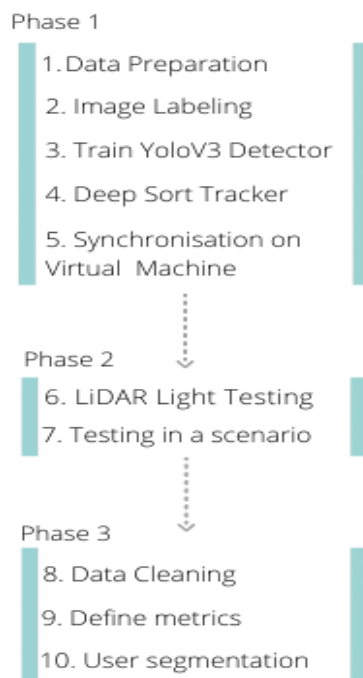 Phase 1
1. Data Preparation
2. Image Labeling
3. Train YoloV3 Detector
4. Deep Sort Tracker
5. Synchronisation on
Virtual Machine
Phase 2
6. LiDAR Light Testing
7. Testing in a scenario
Phase 3
8. Data Cleaning
9. Define metrics
10. User segmentation